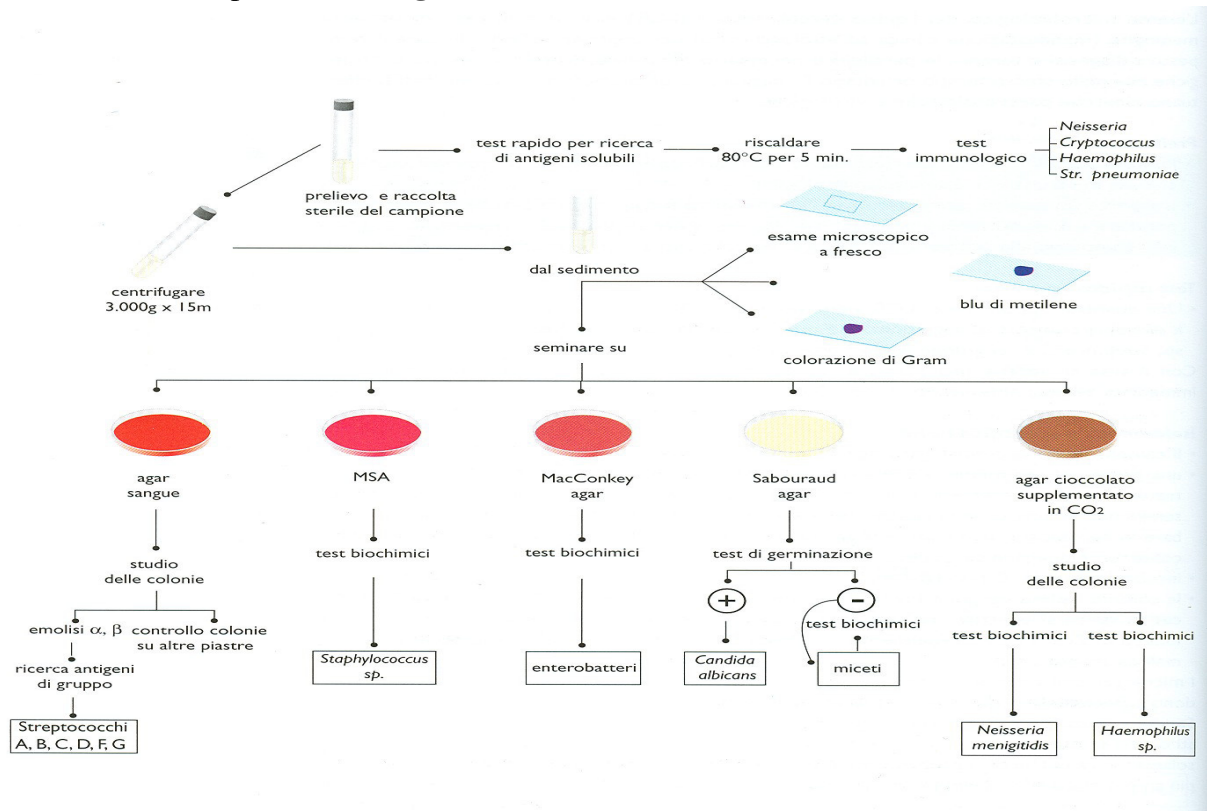 test rapido per ricerca
di antigeni solubili
riscaldare
80°C per 5 min.
test
immunologico
Neisseria
Cryptococcus
Haemophilus
Str. pneumoniae
prelievo e raccolta
sterile del campione
centrifugare
3.000g x 15m
dal sedimento
esame microscopico
a fresco
blu di metilene
colorazione di Gram
seminare su
agar
sangue
MSA
MacConkey
agar
Sabouraud
agar
agar cioccolato
supplementato
in CO2
studio
delle colonie
test biochimici
test biochimici
test di germinazione
studio
delle colonie
+
−
emolisi α, β
controllo colonie
su altre piastre
test biochimici
test biochimici
test biochimici
ricerca antigeni
di gruppo
Staphylococcus
sp.
enterobatteri
Candida
albicans
miceti
Streptococchi
A, B, C, D, F, G
Neisseria
menigitidis
Haemophilus
sp.